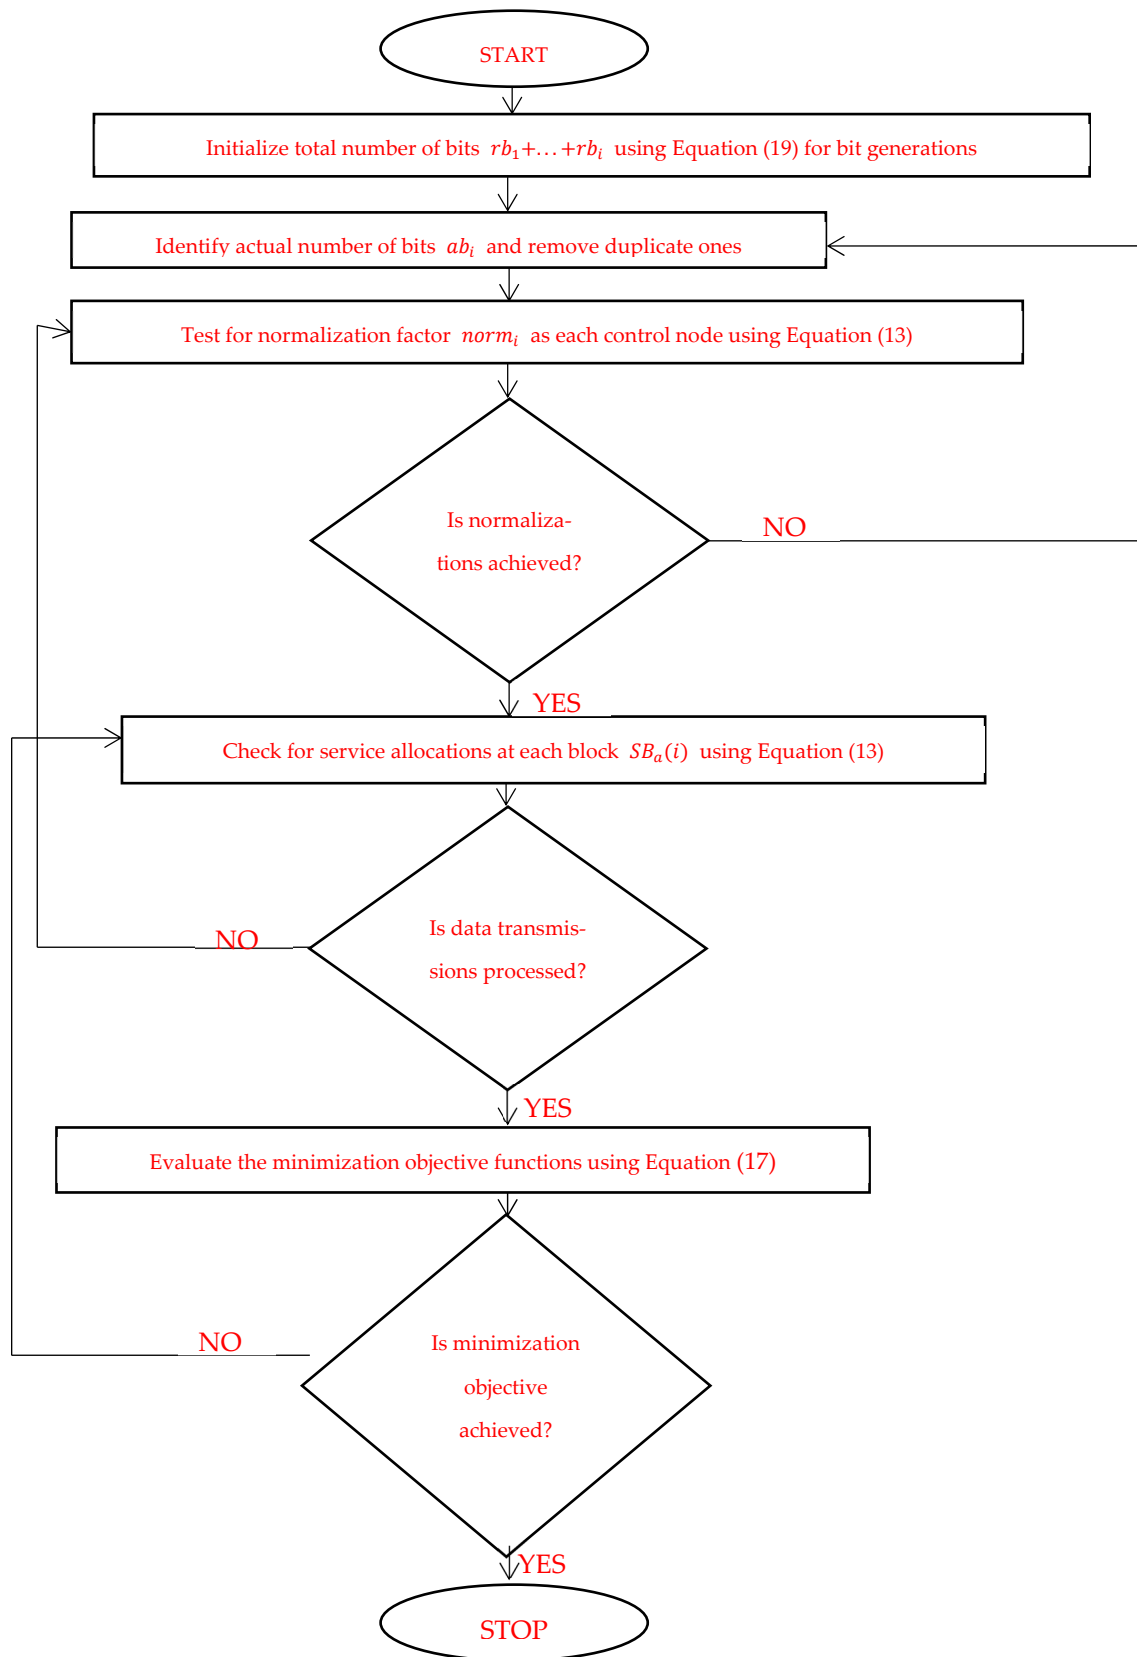 START
Initialize total number of bits rb₁+…+rbᵢ using Equation (19) for bit generations
Identify actual number of bits abᵢ and remove duplicate ones
Test for normalization factor normᵢ as each control node using Equation (13)
Is normaliza-
tions achieved?
NO
YES
Check for service allocations at each block SBₐ(i) using Equation (13)
Is data transmis-
sions processed?
NO
YES
Evaluate the minimization objective functions using Equation (17)
Is minimization
objective
achieved?
NO
YES
STOP